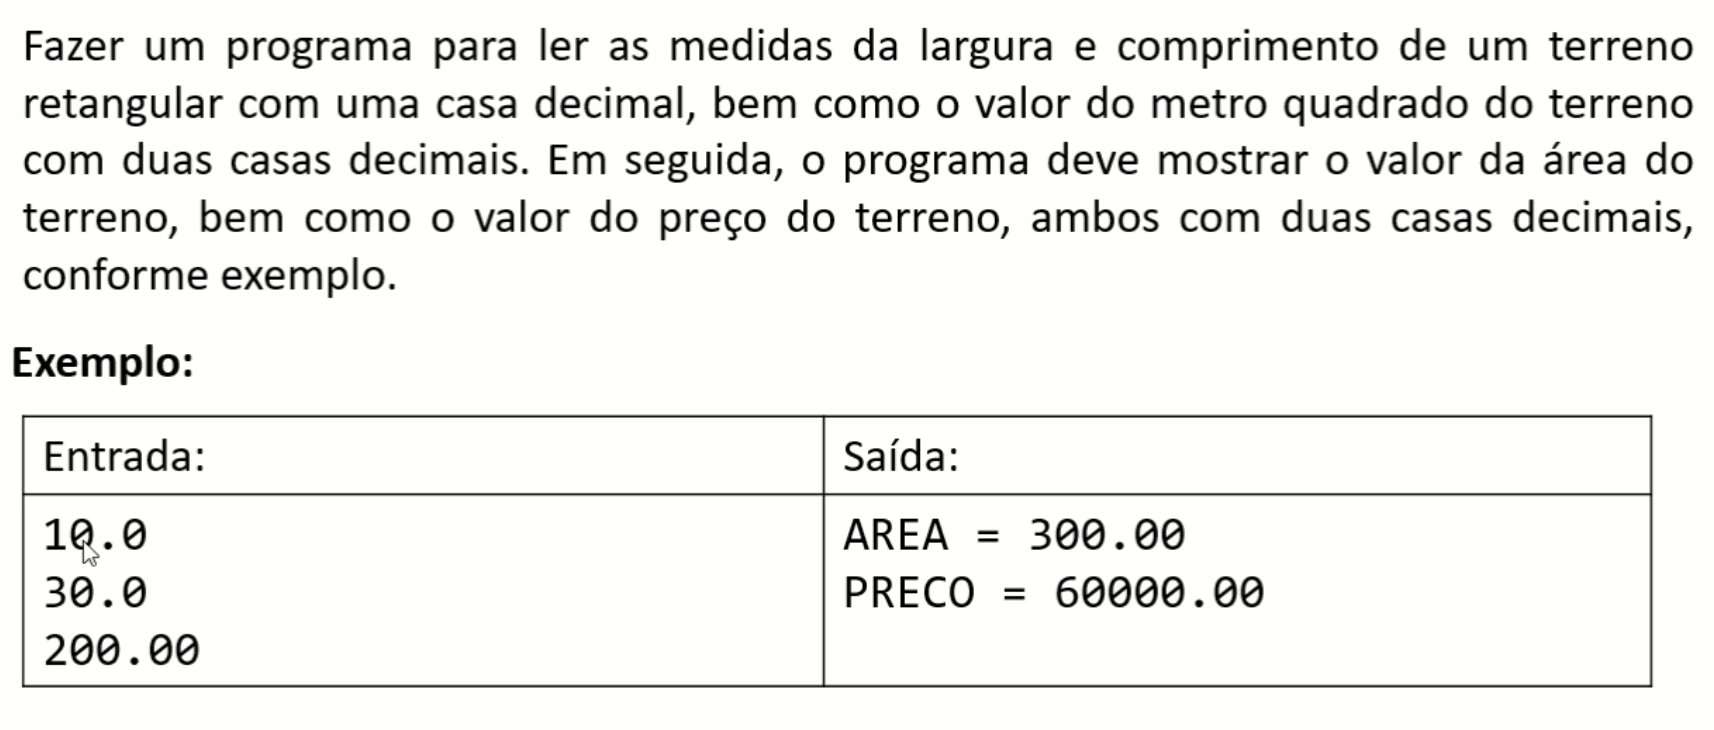 Fazer um programa para ler as medidas da largura e comprimento de um terreno
retangular com uma casa decimal, bem como o valor do metro quadrado do terreno
com duas casas decimais. Em seguida, o programa deve mostrar o valor da área do
terreno, bem como o valor do preço do terreno, ambos com duas casas decimais,
conforme exemplo.
Exemplo:
Entrada:
Saída:
10.0
30.0
200.00
AREA = 300.00
PRECO = 60000.00